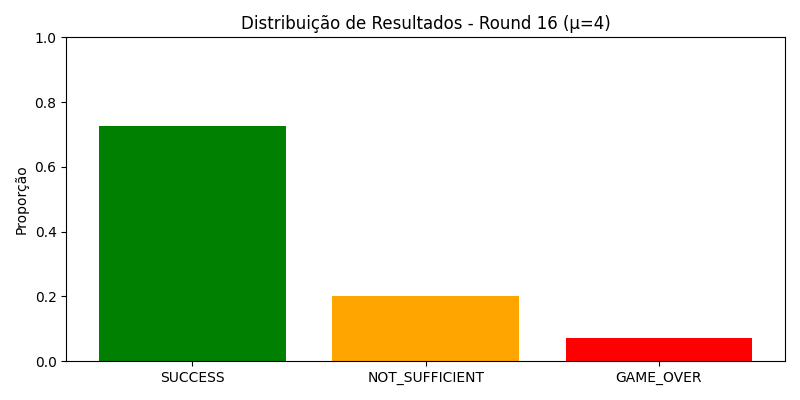 Distribuição de Resultados - Round 16 (μ=4)
Proporção
1.0
0.8
0.6
0.4
0.2
0.0
SUCCESS
NOT_SUFFICIENT
GAME_OVER